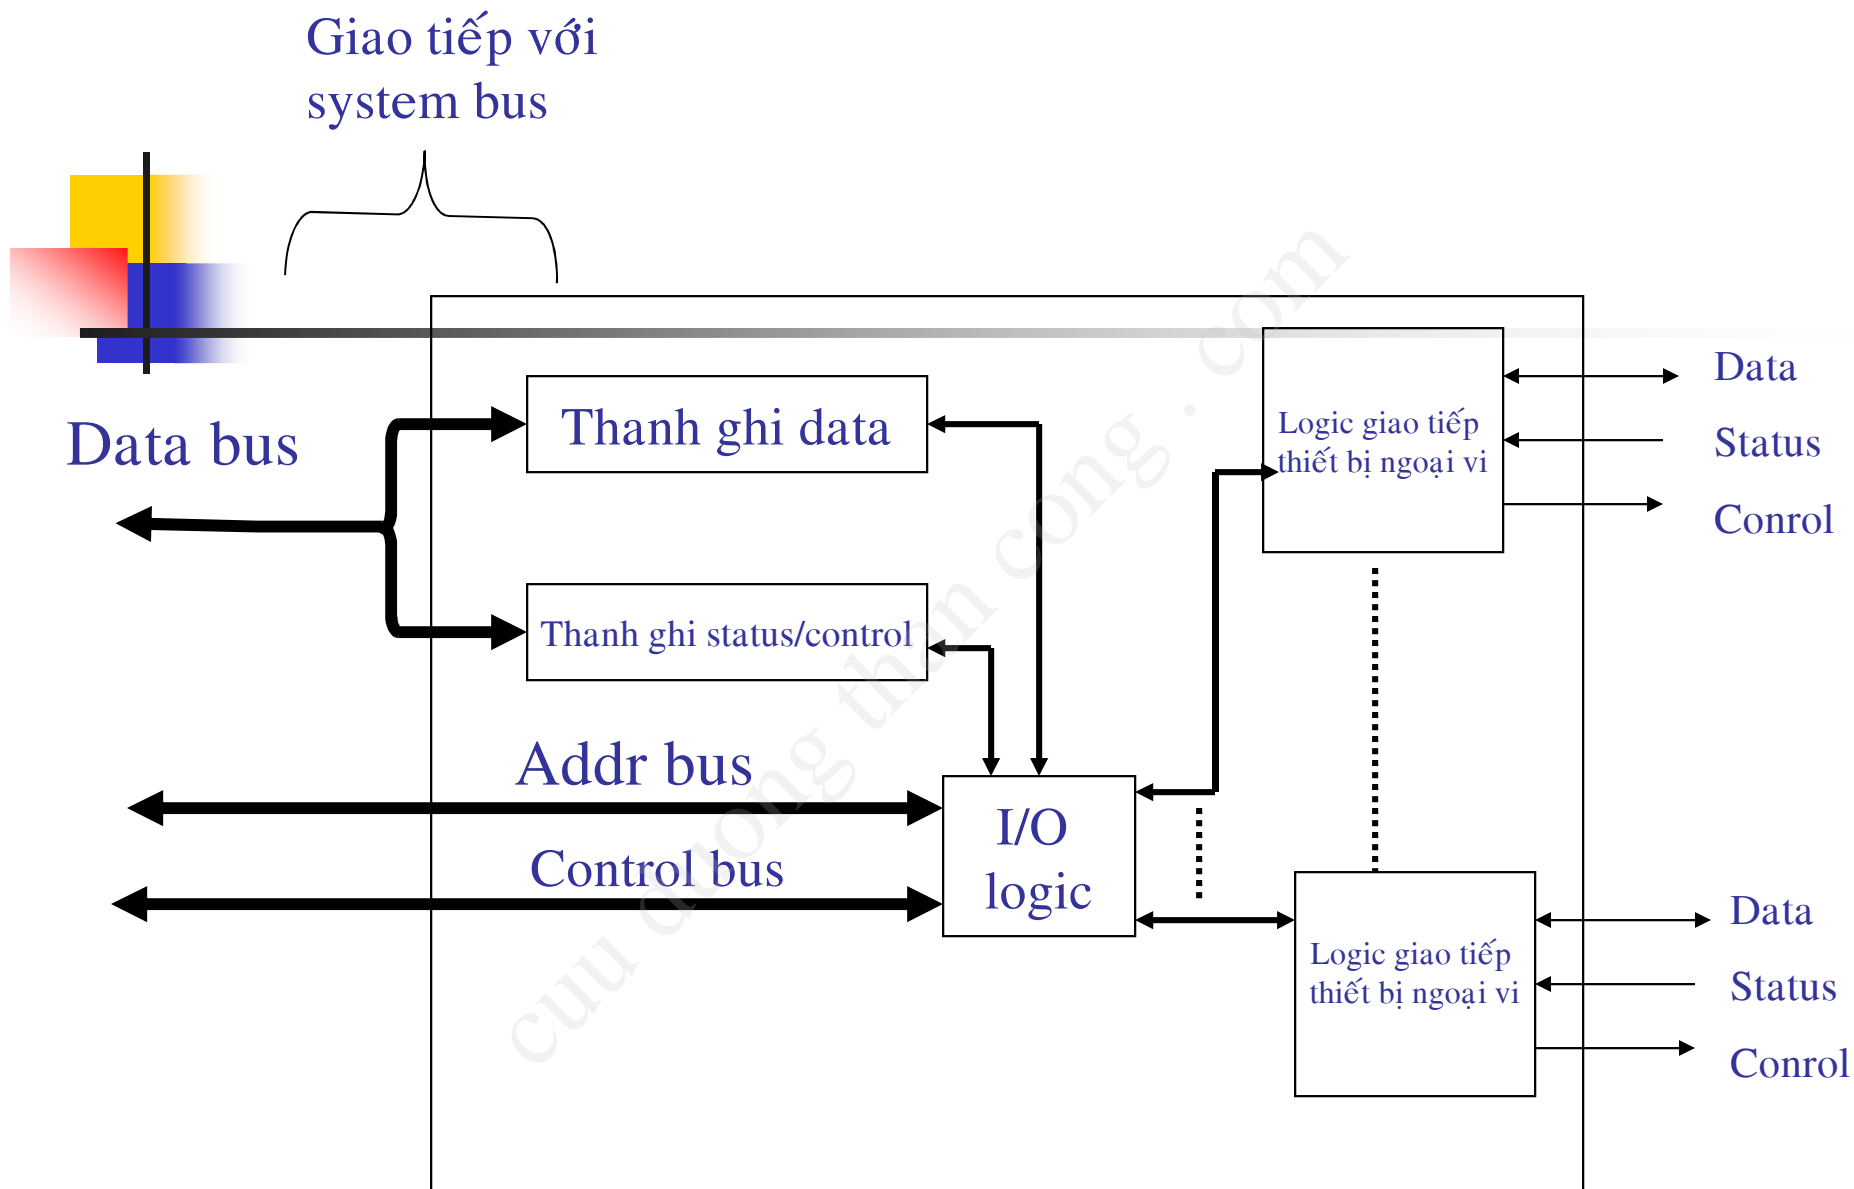 Giao tiếp với
system bus
Data bus
Thanh ghi data
Thanh ghi status/control
Addr bus
Control bus
I/O
logic
Logic giao tiếp
thiết bị ngoại vi
Data
Status
Conrol
Logic giao tiếp
thiết bị ngoại vi
Data
Status
Conrol
cuu duong than cong . com